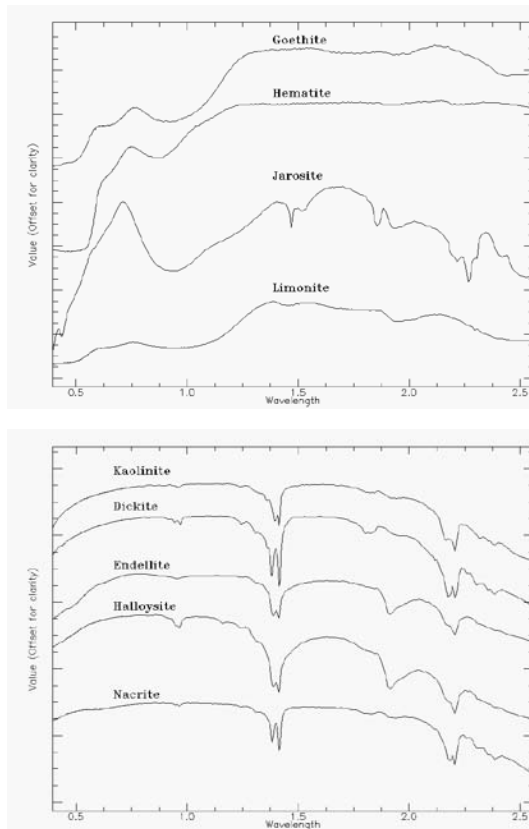 Goethite
Hematite
Jarosite
Limonite
Value (Offset for clarity)
0.5 1.0 1.5 2.0 2.5
Wavelength
Kaolinite
Dickite
Endellite
Halloysite
Nacrite
Value (Offset for clarity)
0.5 1.0 1.5 2.0 2.5
Wavelength